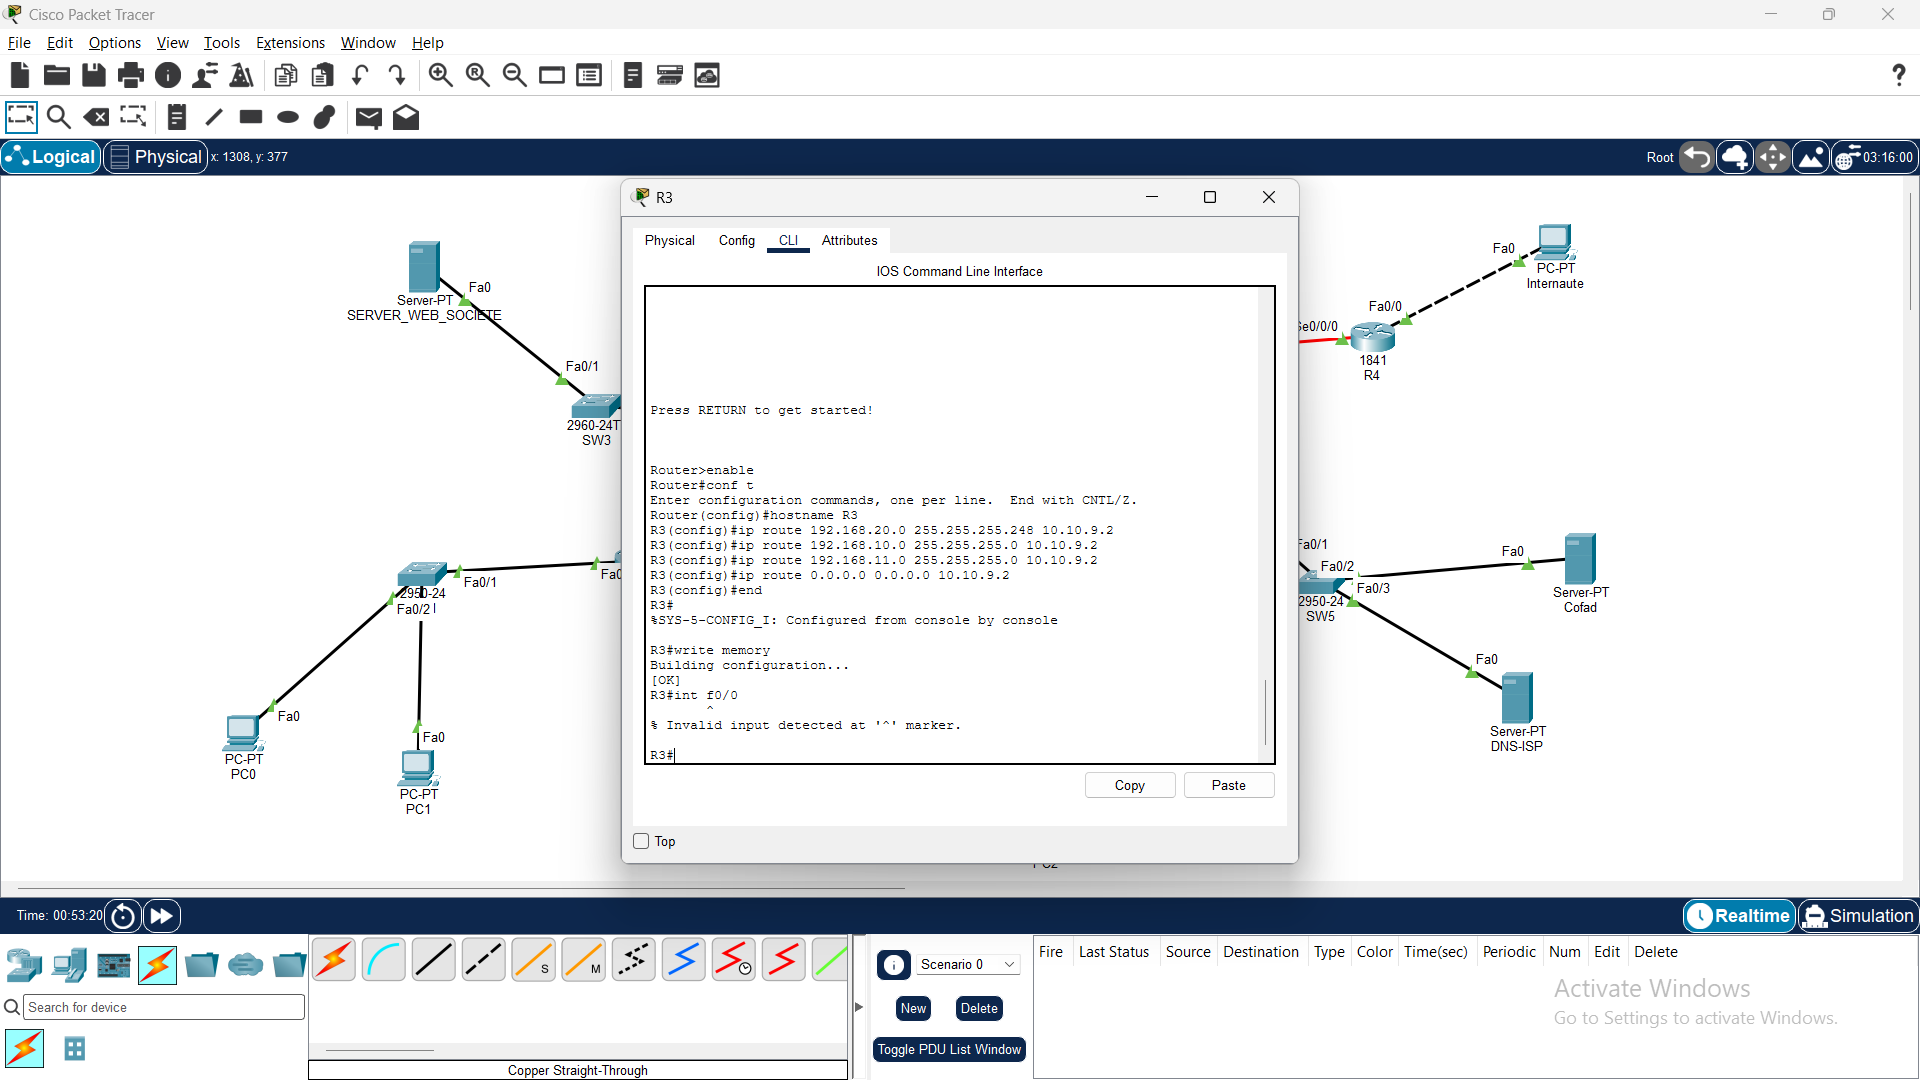 Cisco Packet Tracer
File Edit Options View Tools Extensions Window Help
Logical Physical x: 1308, y: 377
Root 03:16:00
R3
Physical Config CLI Attributes
IOS Command Line Interface
Press RETURN to get started!
Router>enable
Router#conf t
Enter configuration commands, one per line. End with CNTL/Z.
Router(config)#hostname R3
R3(config)#ip route 192.168.20.0 255.255.255.248 10.10.9.2
R3(config)#ip route 192.168.10.0 255.255.255.0 10.10.9.2
R3(config)#ip route 192.168.11.0 255.255.255.0 10.10.9.2
R3(config)#ip route 0.0.0.0 0.0.0.0 10.10.9.2
R3(config)#end
R3#
%SYS-5-CONFIG_I: Configured from console by console
R3#write memory
Building configuration...
[OK]
R3#int f0/0
^
% Invalid input detected at '^' marker.
R3#
Copy Paste
Top
Fa0
Server-PT
SERVER_WEB_SOCIETE
Fa0/1
2960-24T
SW3
2950-24
Fa0/1
Fa0/2
Fa0
PC-PT
PC0
Fa0
PC-PT
PC1
Fa0
PC-PT
Internaute
Fa0/0
Se0/0/0
1841
R4
Fa0/1
Fa0/2
Fa0/3
2950-24
SW5
Fa0
Server-PT
Cofad
Fa0
Server-PT
DNS-ISP
PC2
Time: 00:53:20
Realtime Simulation
Search for device
S M
Copper Straight-Through
Scenario 0
New Delete
Toggle PDU List Window
Fire Last Status Source Destination Type Color Time(sec) Periodic Num Edit Delete
Activate Windows
Go to Settings to activate Windows.